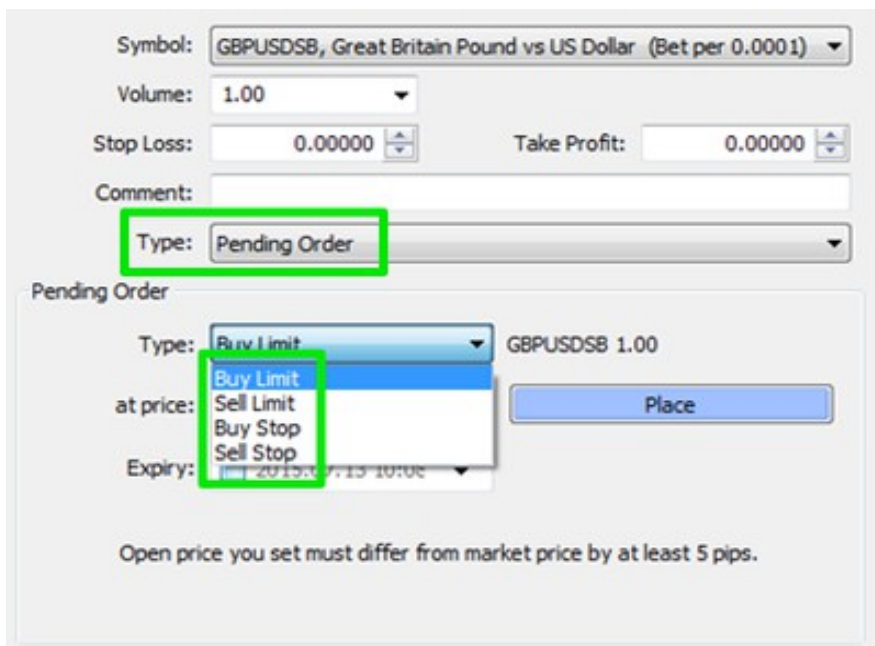 Symbol: GBPUSDSB, Great Britain Pound vs US Dollar (Bet per 0.0001)
Volume: 1.00
Stop Loss: 0.00000 Take Profit: 0.00000
Comment:
Type: Pending Order
Pending Order
Type: Buy Limit GBPUSDSB 1.00
Buy Limit
at price: Sell Limit Place
Buy Stop
Sell Stop
Expiry:
Open price you set must differ from market price by at least 5 pips.